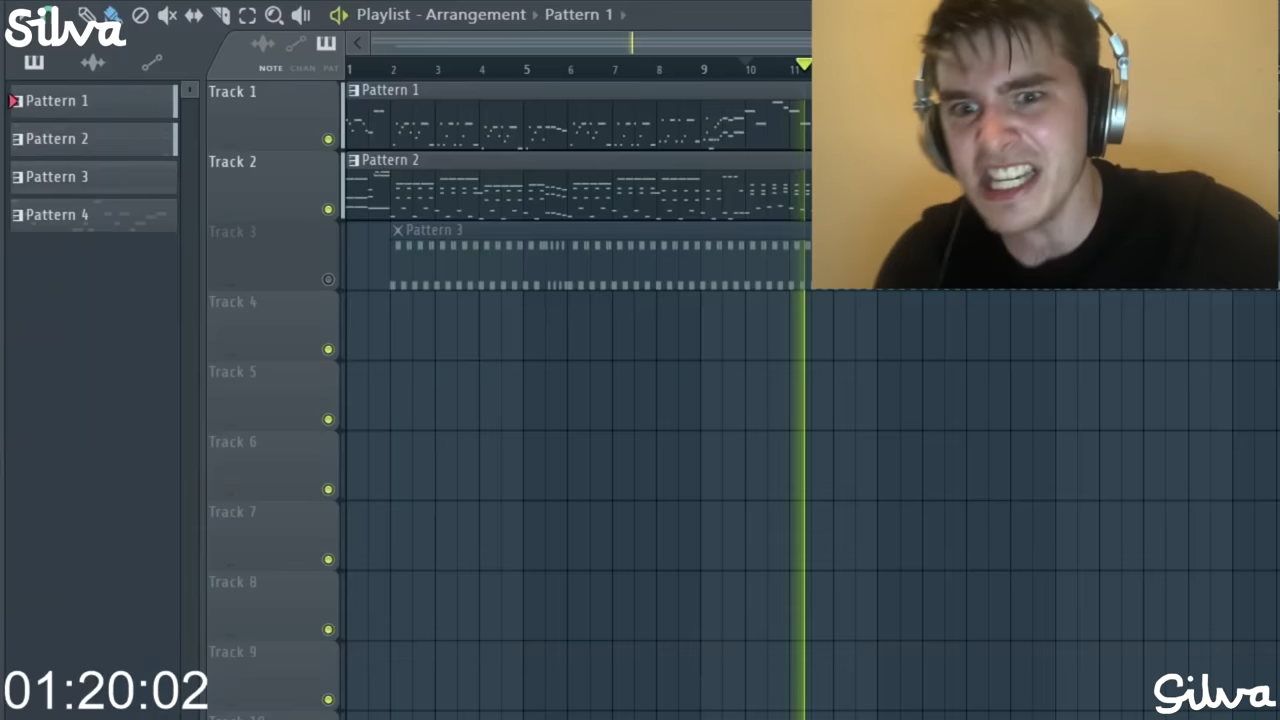 Silva
Playlist - Arrangement › Pattern 1 ›
NOTE CHAN PAT
1 2 3 4 5 6 7 8 9 10 11
Pattern 1
Pattern 2
Pattern 3
Pattern 4
Track 1
Pattern 1
Track 2
Pattern 2
Track 3
Pattern 3
Track 4
Track 5
Track 6
Track 7
Track 8
Track 9
01:20:02
Silva